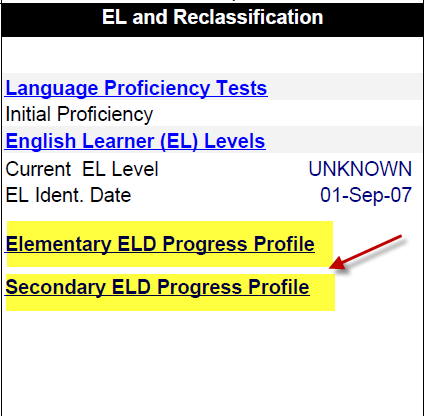 EL and Reclassification
Language Proficiency Tests
Initial Proficiency
English Learner (EL) Levels
Current EL Level UNKNOWN
EL Ident. Date 01-Sep-07
Elementary ELD Progress Profile
Secondary ELD Progress Profile